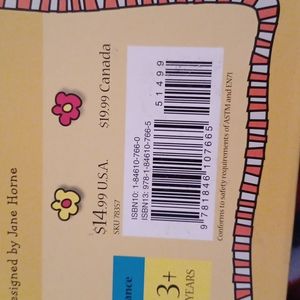 esigned by Jane Horne
$14.99 U.S.A. $19.99 Canada
SKU 78357
ISBN10: 1-84610-766-0
ISBN13: 978-1-84610-766-5
51499
9 781846 107665
Conforms to safety requirements of ASTM and EN71
ance
3+
YEARS